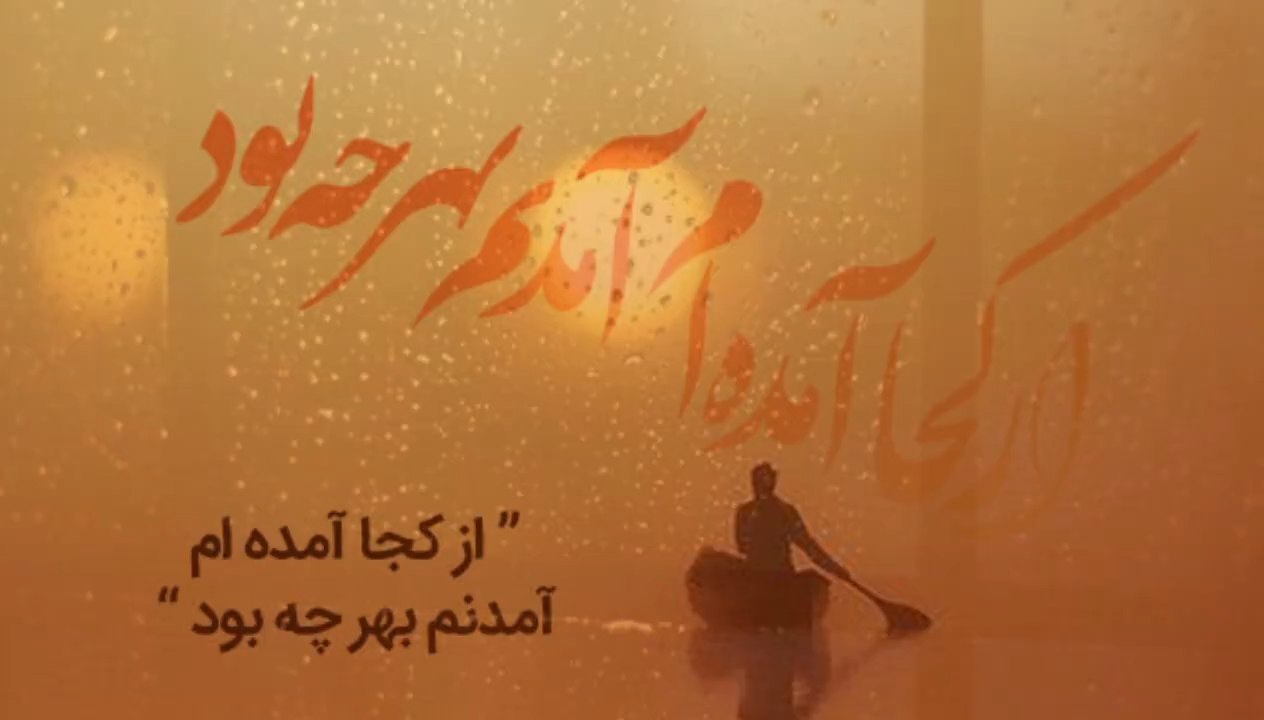 از کجا آمده ام آمدنم بهر چه بود
” از کجا آمده ام
آمدنم بهر چه بود “